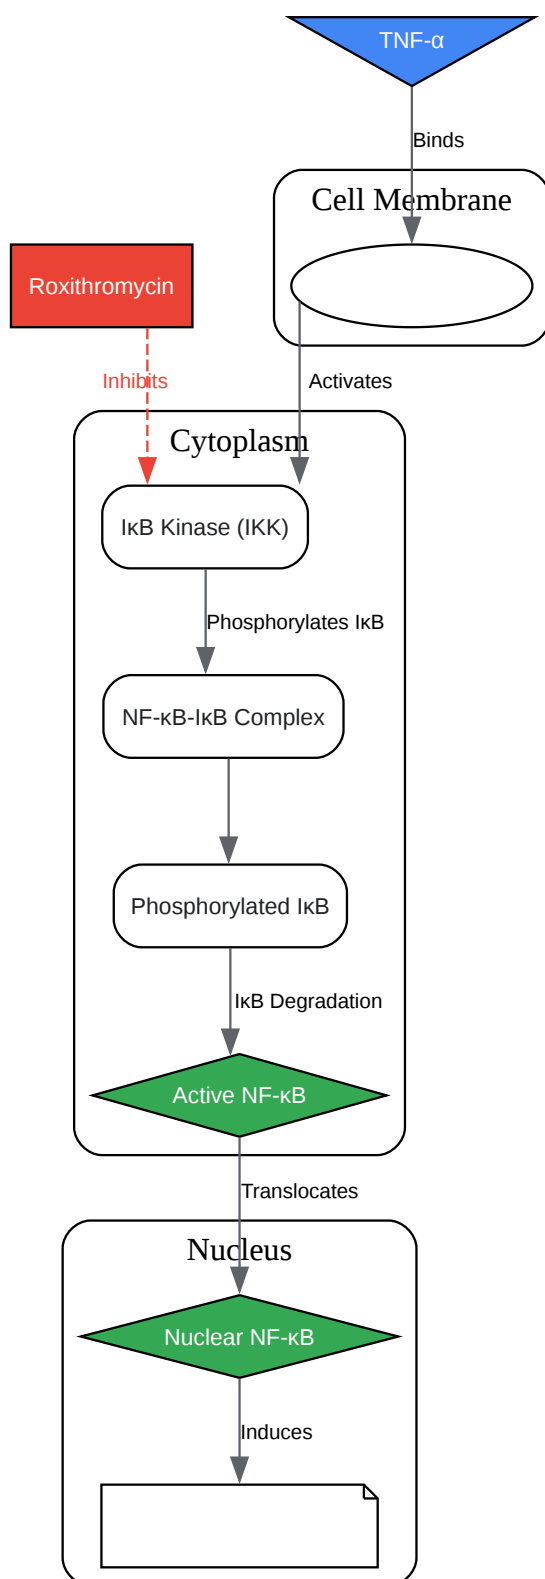 TNF-α
Binds
Cell Membrane
Roxithromycin
Inhibits
Activates
Cytoplasm
IκB Kinase (IKK)
Phosphorylates IκB
NF-κB-IκB Complex
Phosphorylated IκB
IκB Degradation
Active NF-κB
Translocates
Nucleus
Nuclear NF-κB
Induces